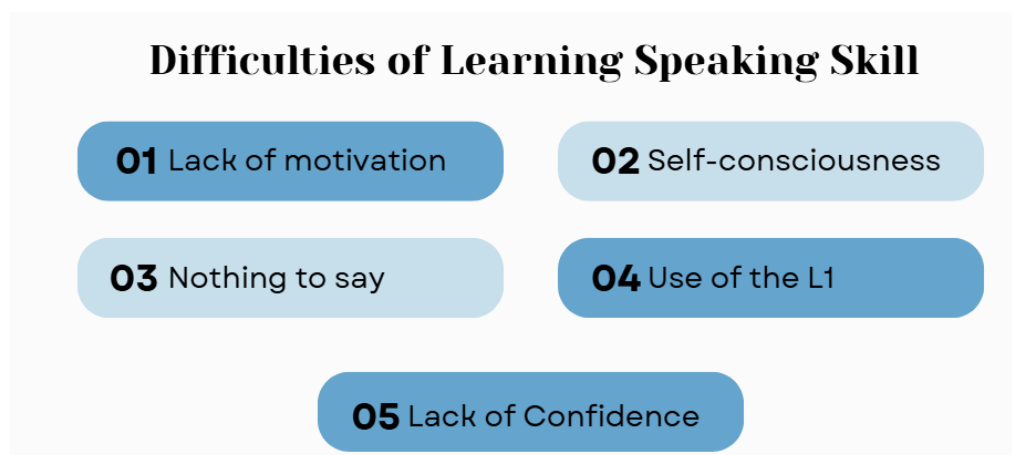 Difficulties of Learning Speaking Skill
01 Lack of motivation
02 Self-consciousness
03 Nothing to say
04 Use of the L1
05 Lack of Confidence